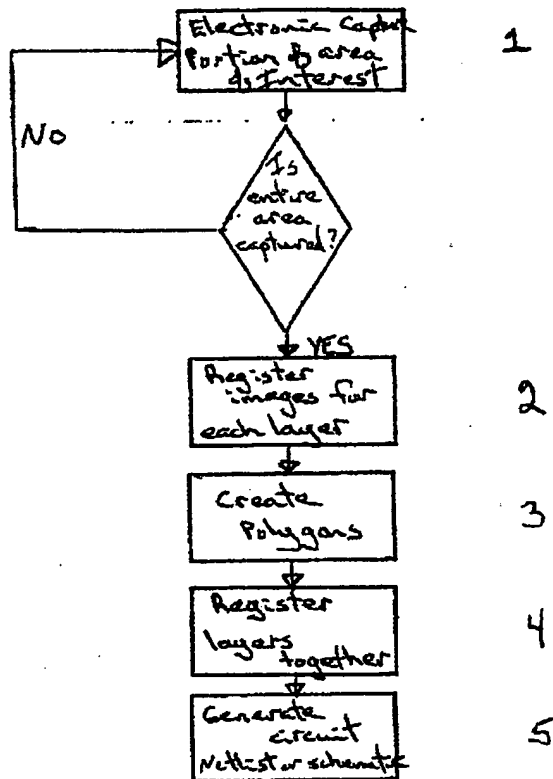 Electronic Capture
Portion of area
of Interest
1
No
Is
entire
area
captured?
YES
Register
images for
each layer
2
Create
Polygons
3
Register
layers
together
4
Generate
circuit
Netlist or schematic
5